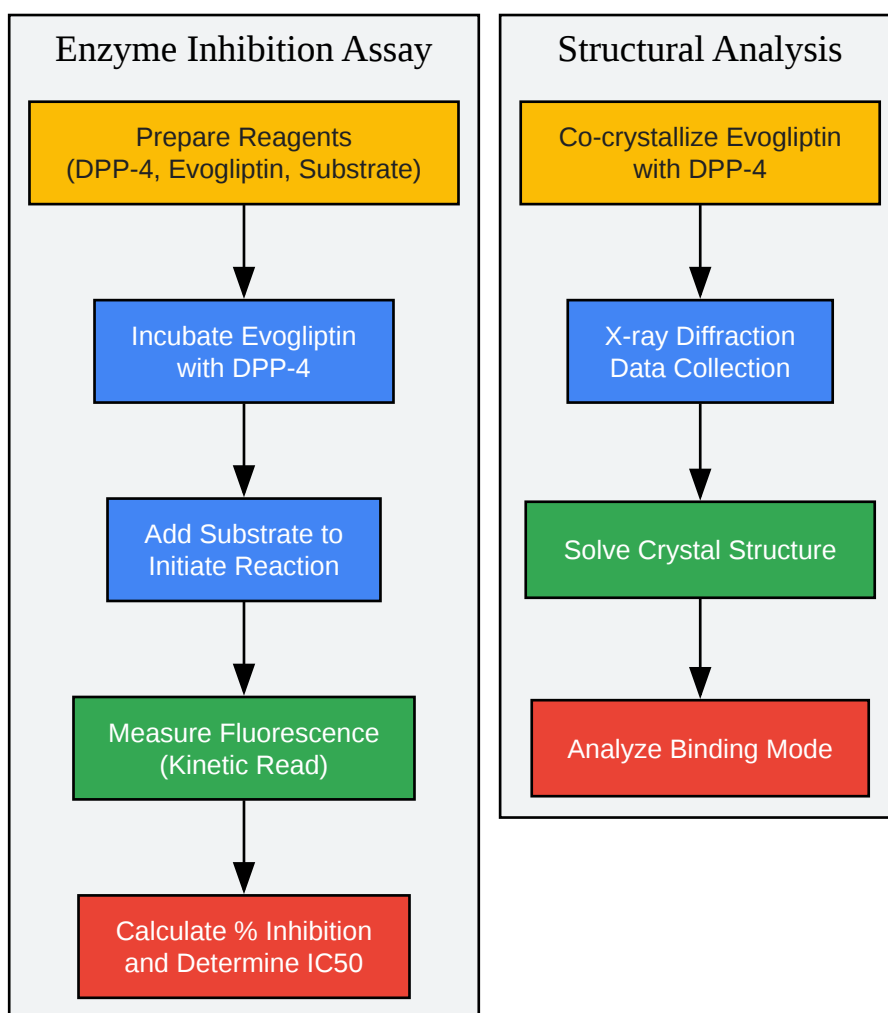 Enzyme Inhibition Assay
Prepare Reagents
(DPP-4, Evogliptin, Substrate)
Incubate Evogliptin
with DPP-4
Add Substrate to
Initiate Reaction
Measure Fluorescence
(Kinetic Read)
Calculate % Inhibition
and Determine IC50
Structural Analysis
Co-crystallize Evogliptin
with DPP-4
X-ray Diffraction
Data Collection
Solve Crystal Structure
Analyze Binding Mode